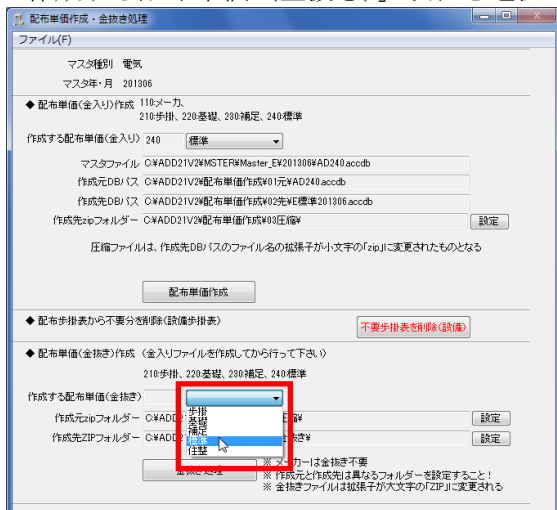 配布単価作成・金抜き処理
ファイル(F)
マスタ種別 電気
マスタ年・月 201306
◆ 配布単価(金入り)作成 110:メーカ、
210:歩掛、220:基礎、230:補足、240:標準
作成する配布単価(金入り) 240 標準
マスタファイル C:¥ADD21V2¥MSTER¥Master_E¥201306¥AD240.accdb
作成元DBパス C:¥ADD21V2¥配布単価作成¥01元¥AD240.accdb
作成先DBパス C:¥ADD21V2¥配布単価作成¥02先¥E標準201306.accdb
作成先zipフォルダー C:¥ADD21V2¥配布単価作成¥03圧縮¥ 設定
圧縮ファイルは、作成先DBパスのファイル名の拡張子が小文字の「zip」に変更されたものとなる
配布単価作成
◆ 配布歩掛表から不要分を削除(設備歩掛表) 不要歩掛表を削除(設備)
◆ 配布単価(金抜き)作成 (金入りファイルを作成してから行って下さい)
210:歩掛、220:基礎、230:補足、240:標準
作成する配布単価(金抜き)
歩掛
基礎
補足
標準
住整
作成元zipフォルダー C:¥ADD2 圧縮¥ 設定
作成先ZIPフォルダー C:¥ADD2 金抜き¥ 設定
金抜き処理
※ メーカーは金抜き不要
※ 作成元と作成先は異なるフォルダーを設定すること!
※ 金抜きファイルは拡張子が大文字の「ZIP」に変更される